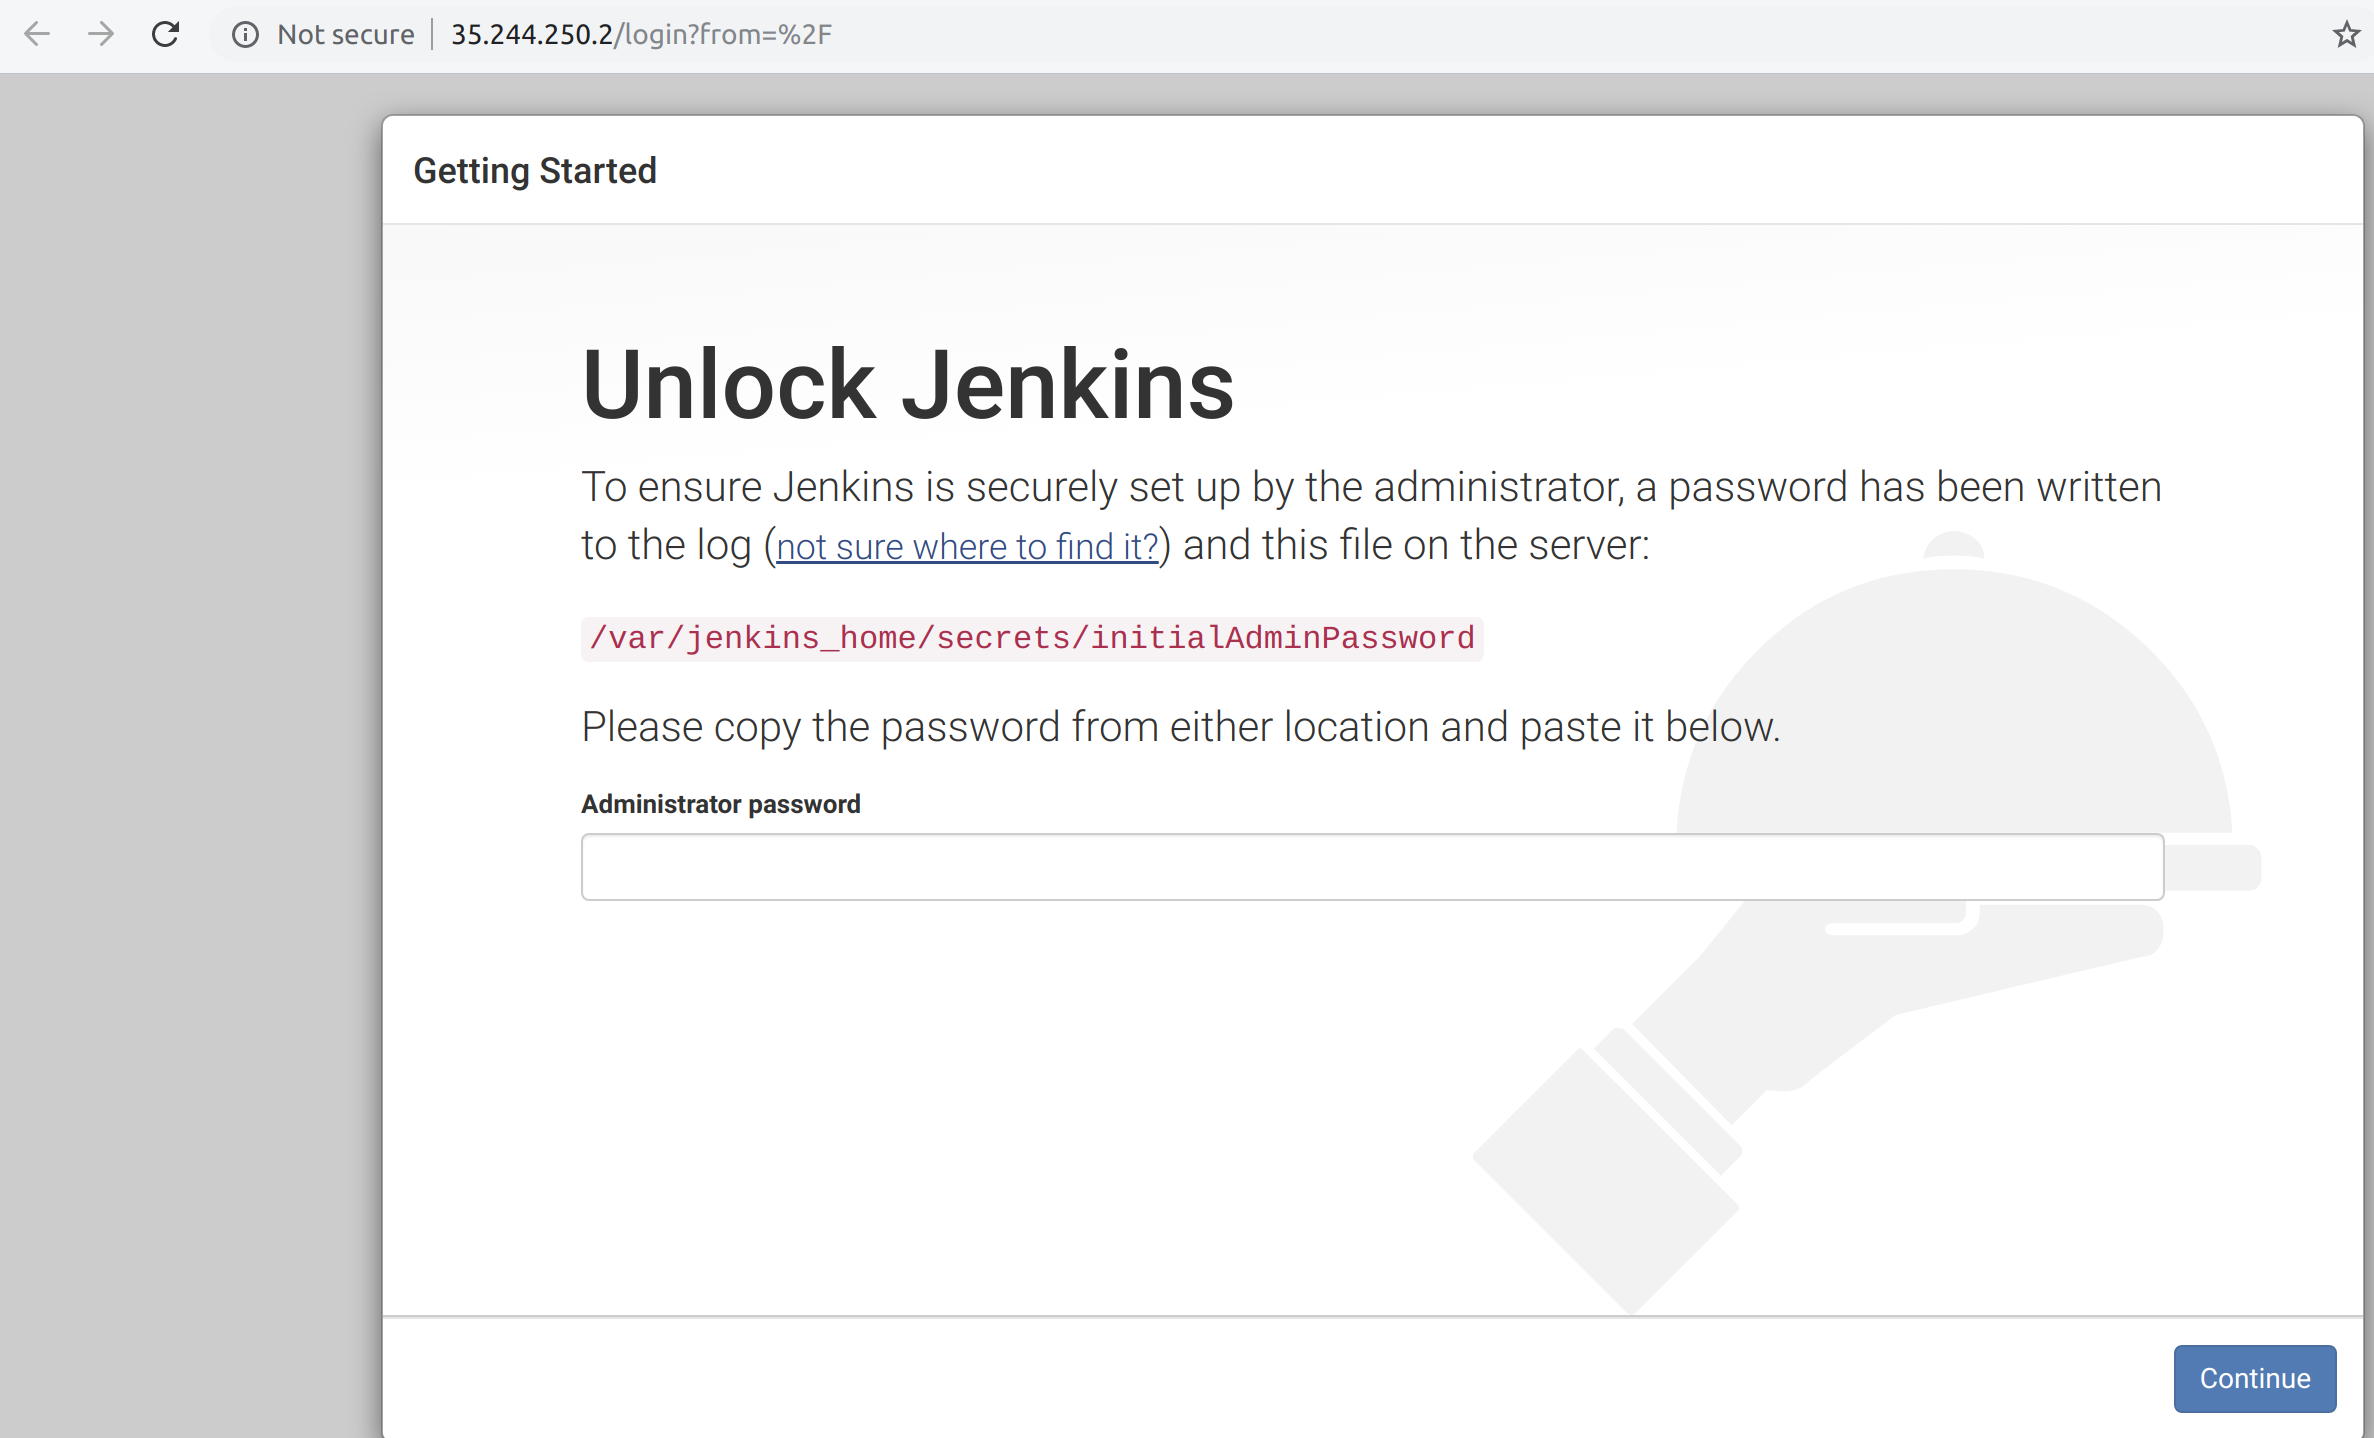 Not secure | 35.244.250.2/login?from=%2F
Getting Started
Unlock Jenkins
To ensure Jenkins is securely set up by the administrator, a password has been written
to the log (not sure where to find it?) and this file on the server:
/var/jenkins_home/secrets/initialAdminPassword
Please copy the password from either location and paste it below.
Administrator password
Continue